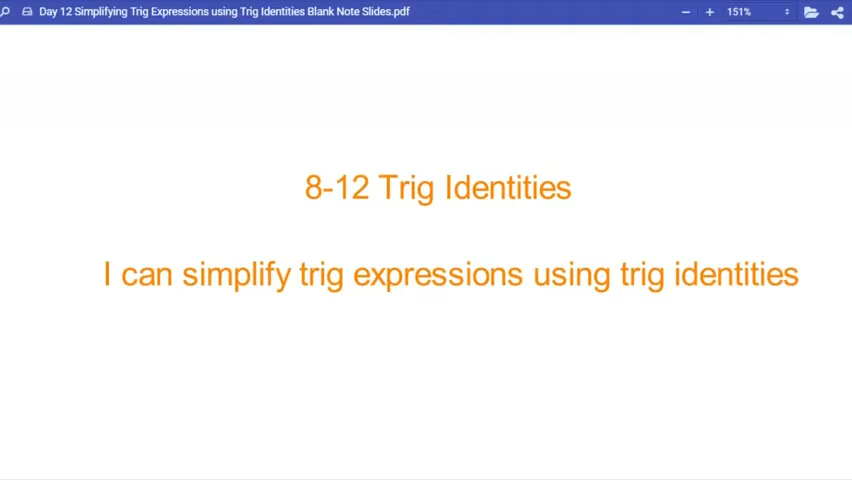 Day 12 Simplifying Trig Expressions using Trig Identities Blank Note Slides.pdf
151%
8-12 Trig Identities
I can simplify trig expressions using trig identities